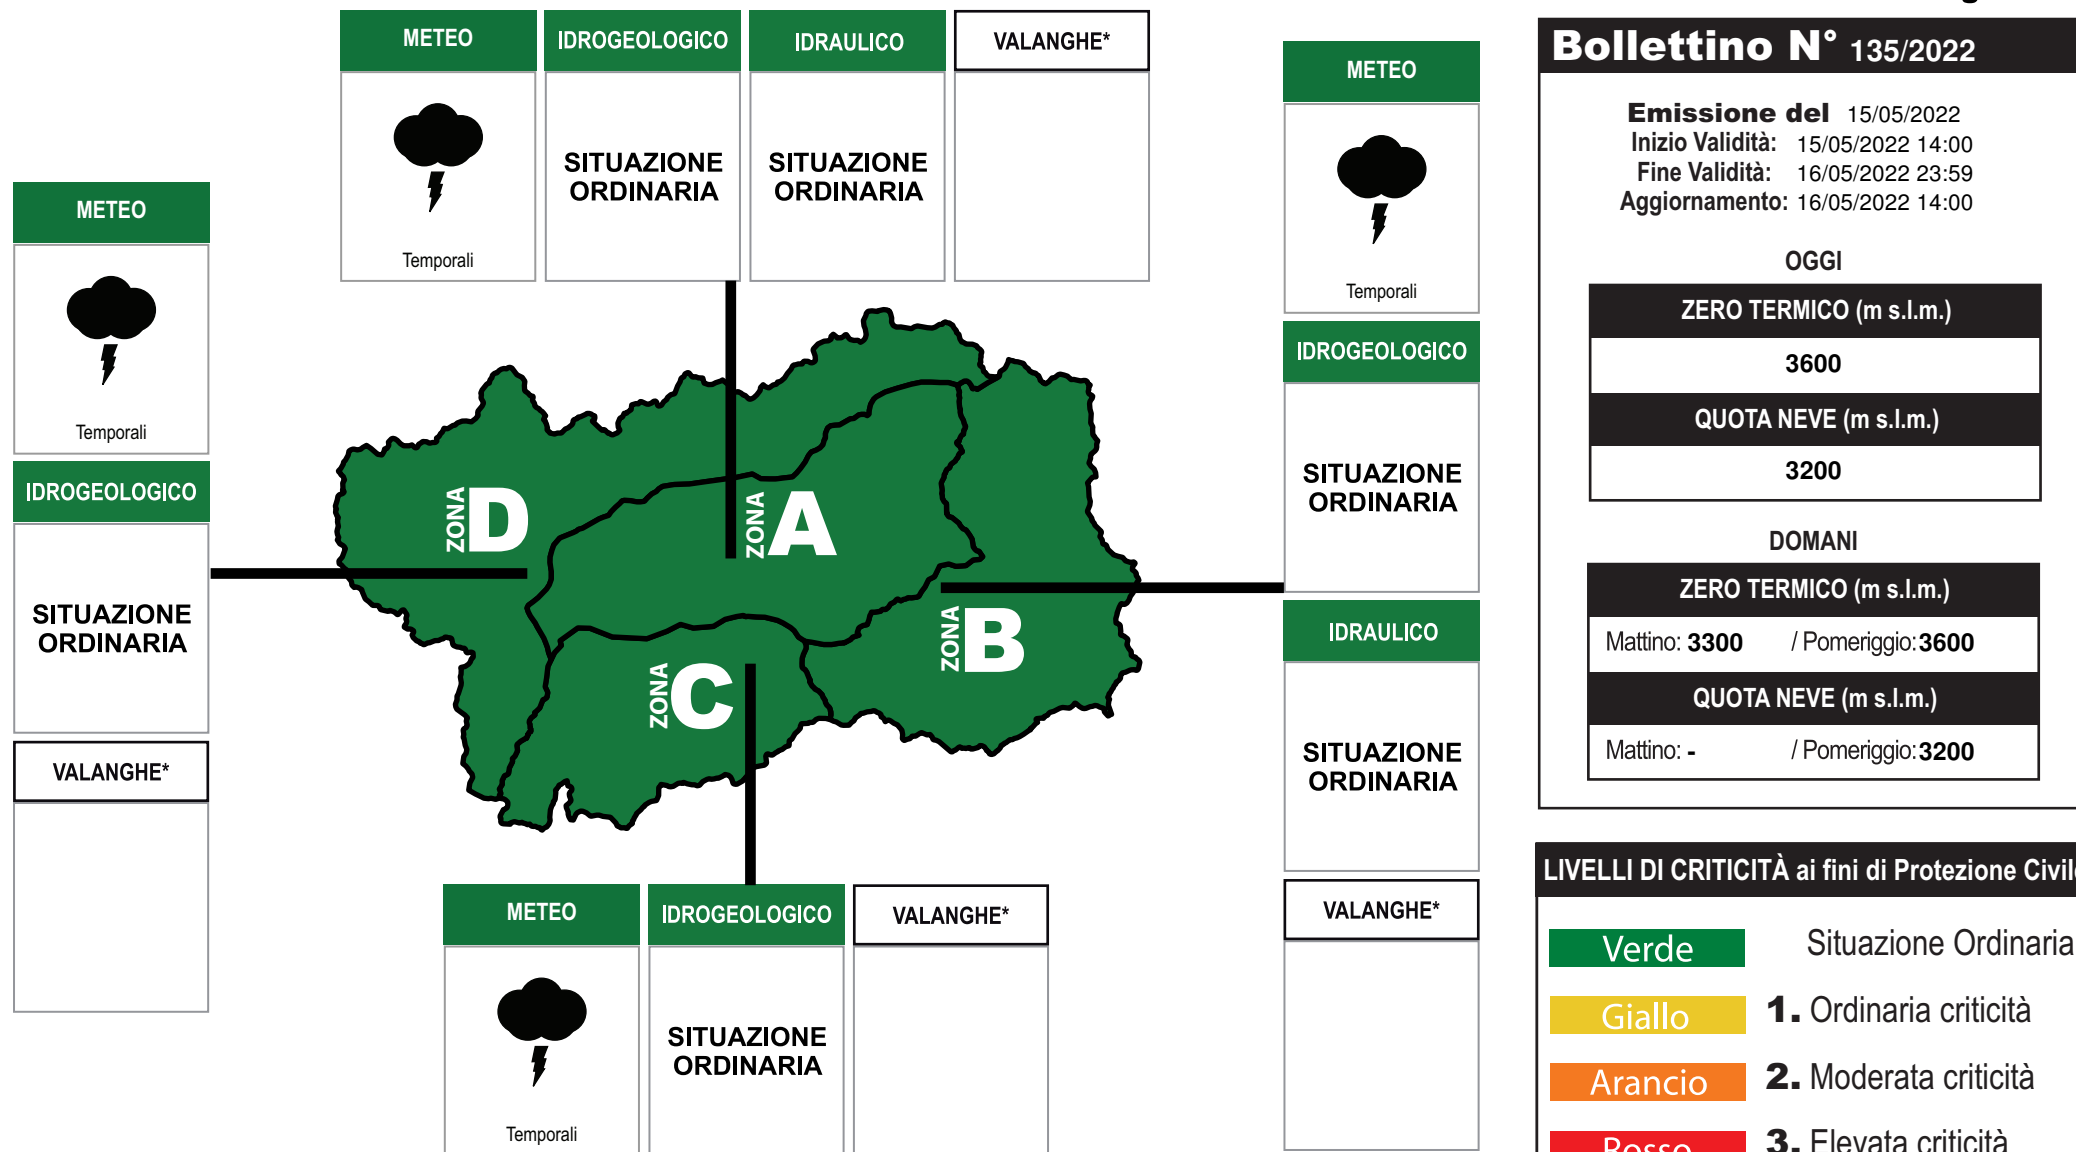 METEO
IDROGEOLOGICO
IDRAULICO
VALANGHE*
Temporali
SITUAZIONE
ORDINARIA
SITUAZIONE
ORDINARIA
METEO
Temporali
IDROGEOLOGICO
SITUAZIONE
ORDINARIA
VALANGHE*
METEO
Temporali
IDROGEOLOGICO
SITUAZIONE
ORDINARIA
IDRAULICO
SITUAZIONE
ORDINARIA
VALANGHE*
ZONA D
ZONA A
ZONA B
ZONA C
METEO
IDROGEOLOGICO
VALANGHE*
Temporali
SITUAZIONE
ORDINARIA
Bollettino N° 135/2022
Emissione del 15/05/2022
Inizio Validità: 15/05/2022 14:00
Fine Validità: 16/05/2022 23:59
Aggiornamento: 16/05/2022 14:00
OGGI
ZERO TERMICO (m s.l.m.)
3600
QUOTA NEVE (m s.l.m.)
3200
DOMANI
ZERO TERMICO (m s.l.m.)
Mattino: 3300 / Pomeriggio: 3600
QUOTA NEVE (m s.l.m.)
Mattino: - / Pomeriggio: 3200
LIVELLI DI CRITICITÀ ai fini di Protezione Civile
Verde Situazione Ordinaria
Giallo 1. Ordinaria criticità
Arancio 2. Moderata criticità
Rosso 3. Elevata criticità